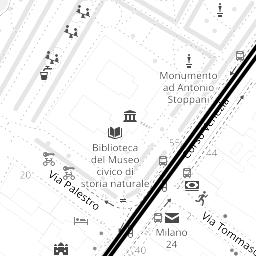 Monumento
ad Antonio
Stoppani
Corso Venezia
Biblioteca
del Museo
civico di
storia naturale
Via Palestro
Milano
24
Via Tommaso
20
55